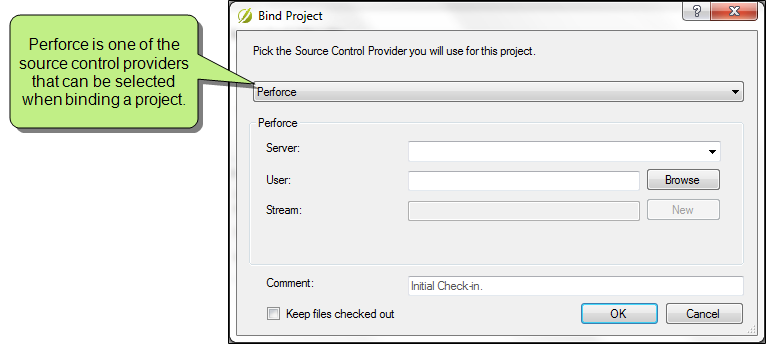 Perforce is one of the
source control providers
that can be selected
when binding a project.
Bind Project
?
Pick the Source Control Provider you will use for this project.
Perforce
Perforce
Server:
User:
Browse
Stream:
New
Comment:
Initial Check-in.
Keep files checked out
OK
Cancel